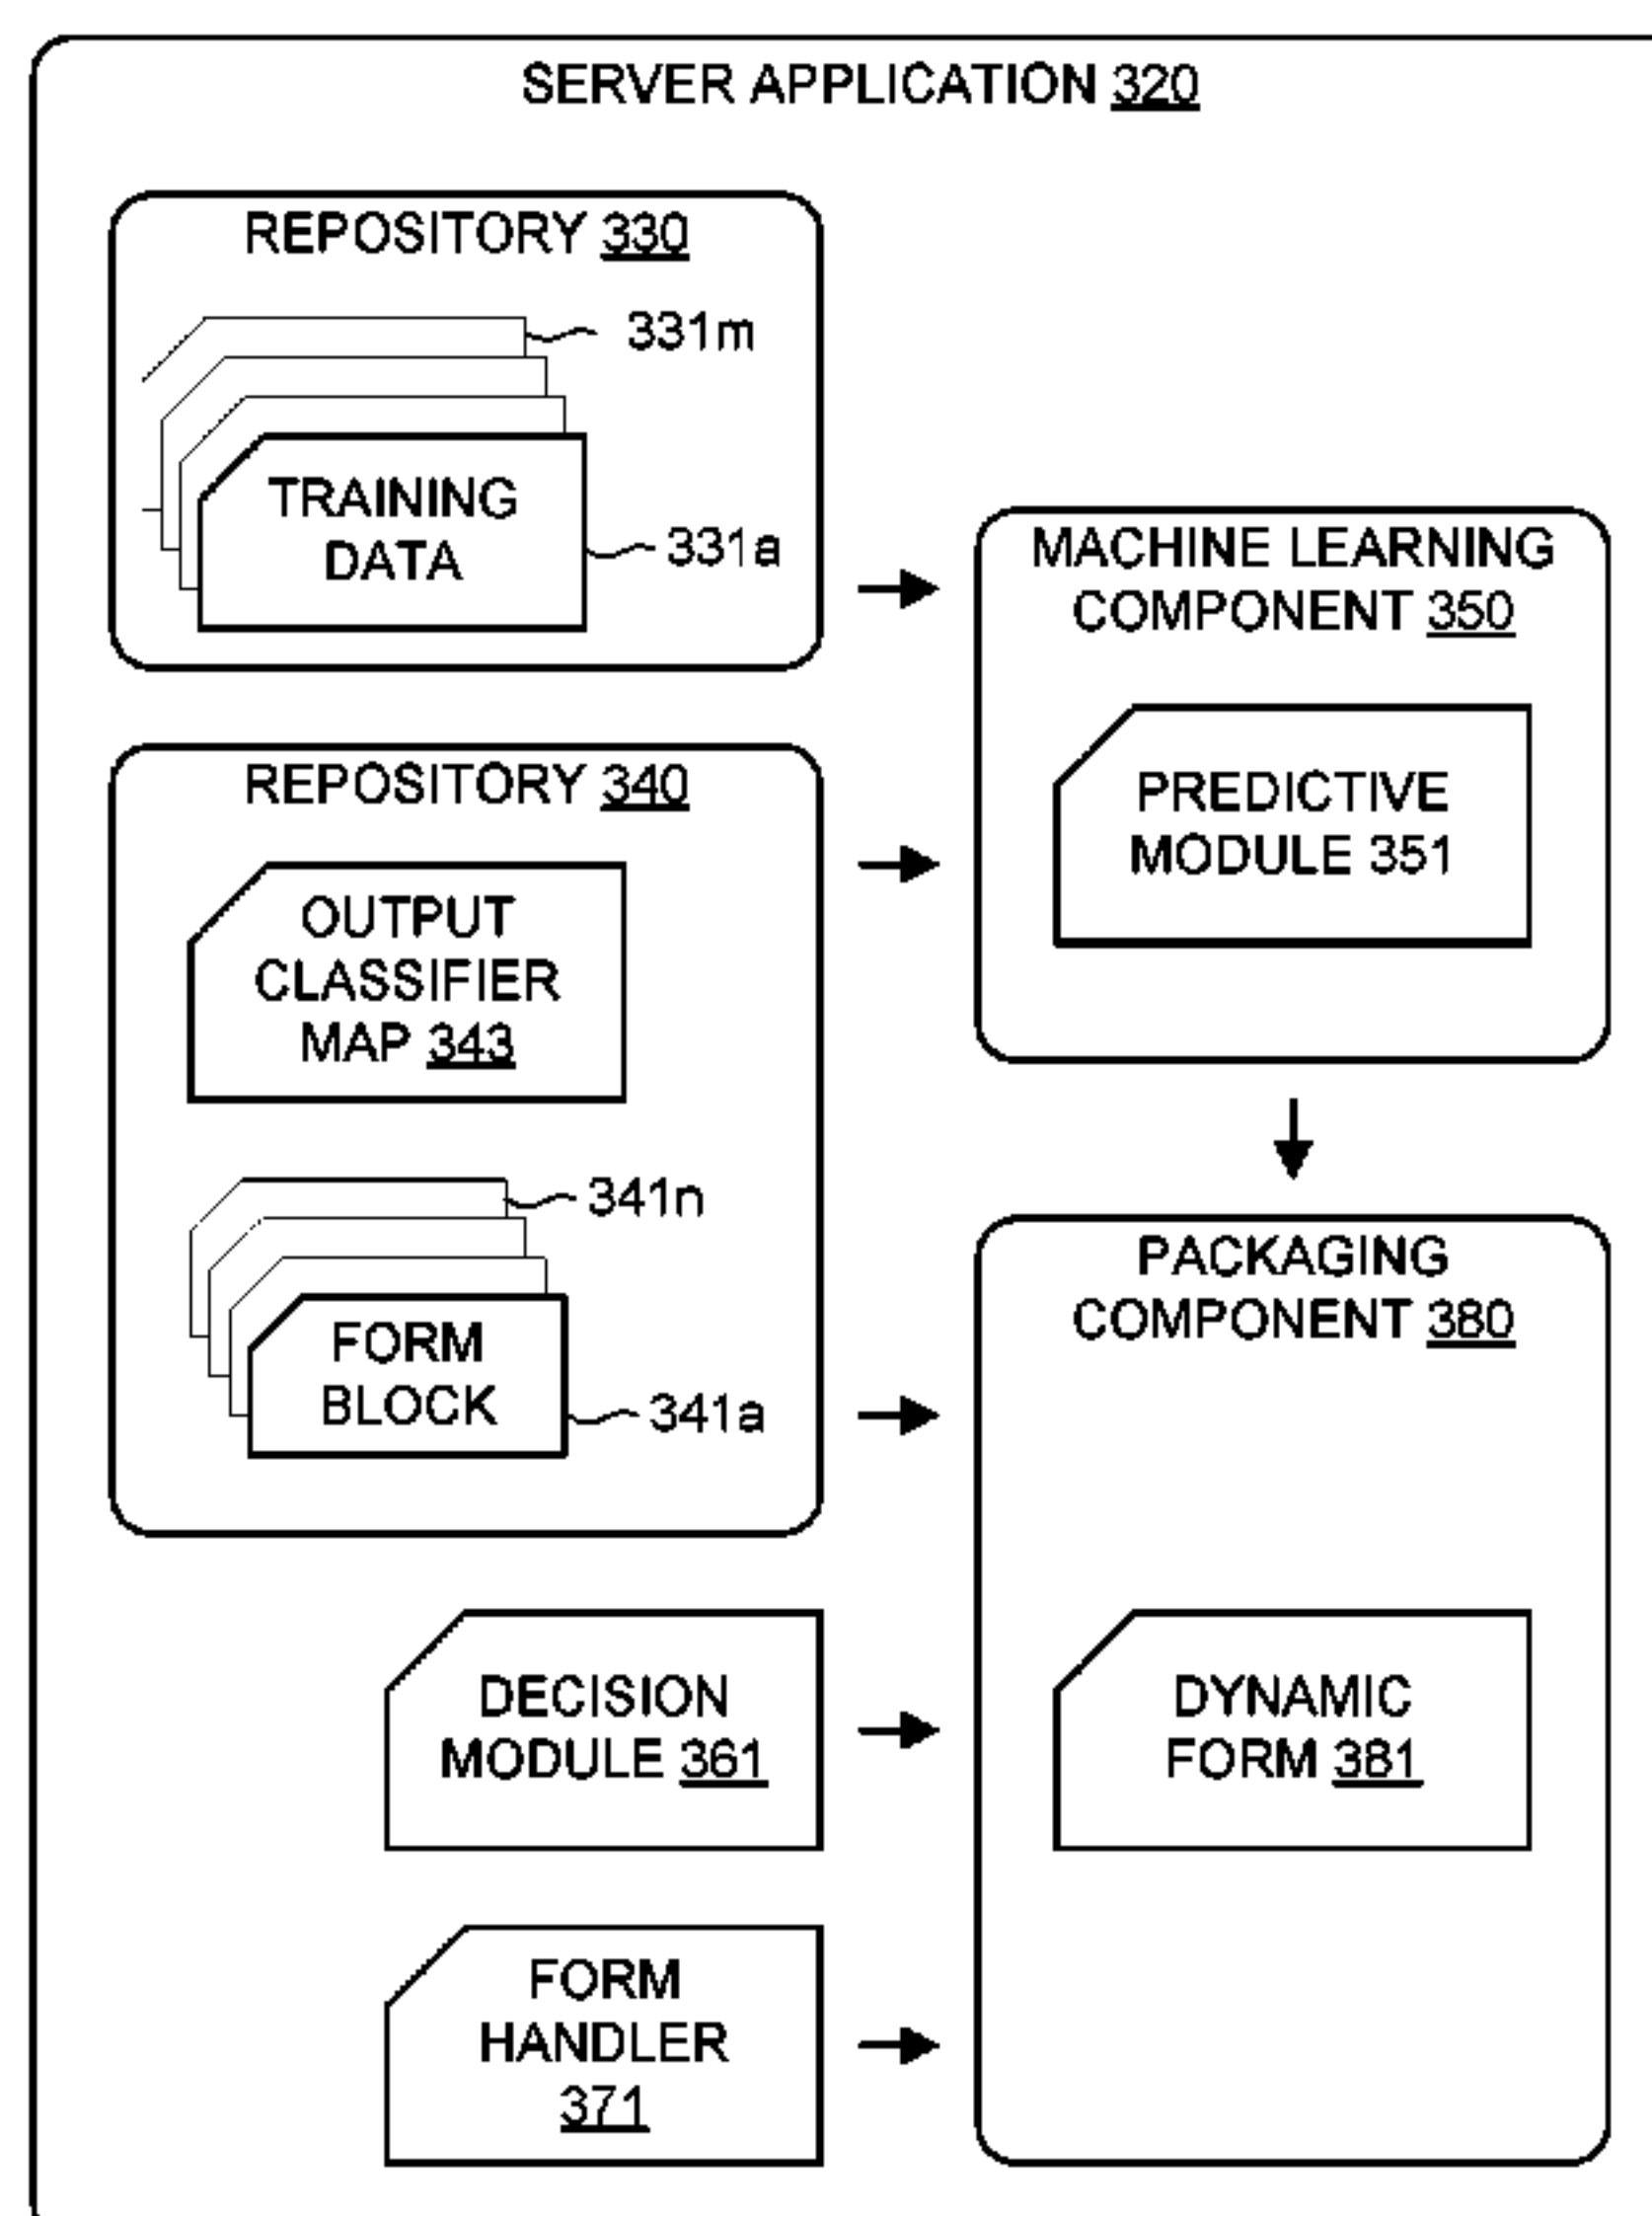 SERVER APPLICATION 320
REPOSITORY 330
331m
TRAINING
DATA
331a
MACHINE LEARNING
COMPONENT 350
PREDICTIVE
MODULE 351
REPOSITORY 340
OUTPUT
CLASSIFIER
MAP 343
341n
FORM
BLOCK
341a
PACKAGING
COMPONENT 380
DECISION
MODULE 361
DYNAMIC
FORM 381
FORM
HANDLER
371